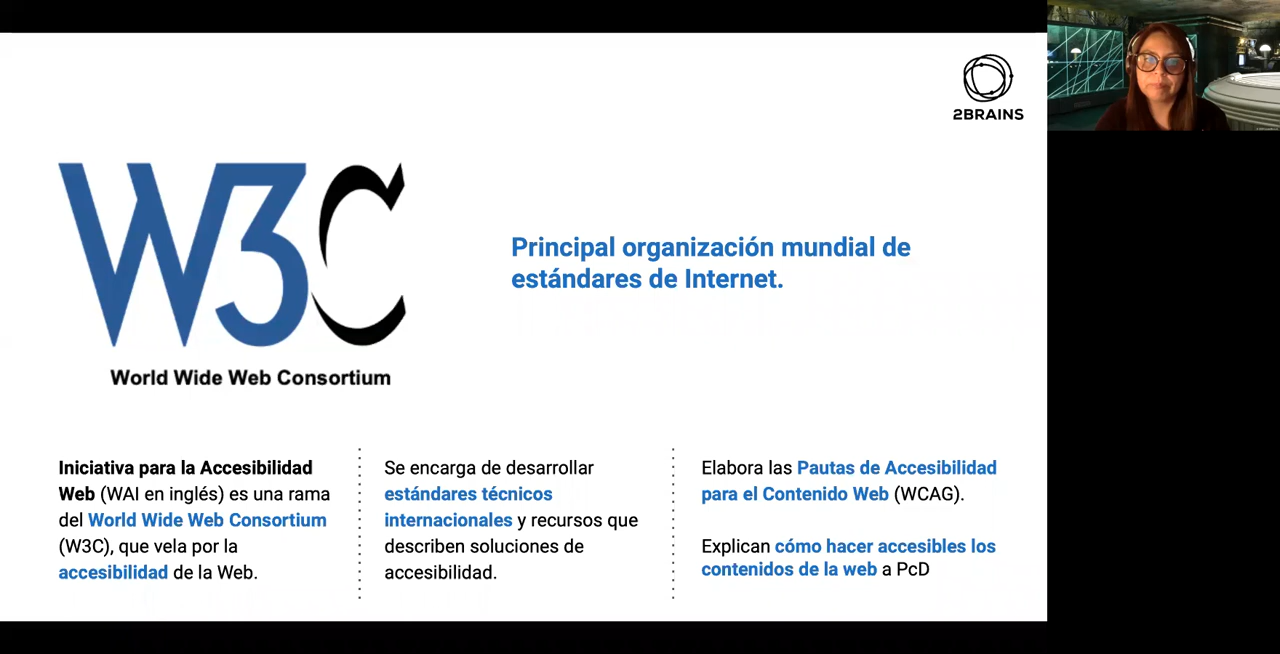 2BRAINS
W3C
World Wide Web Consortium
Principal organización mundial de
estándares de Internet.
Iniciativa para la Accesibilidad
Web (WAI en inglés) es una rama
del World Wide Web Consortium
(W3C), que vela por la
accesibilidad de la Web.
Se encarga de desarrollar
estándares técnicos
internacionales y recursos que
describen soluciones de
accesibilidad.
Elabora las Pautas de Accesibilidad
para el Contenido Web (WCAG).
Explican cómo hacer accesibles los
contenidos de la web a PcD